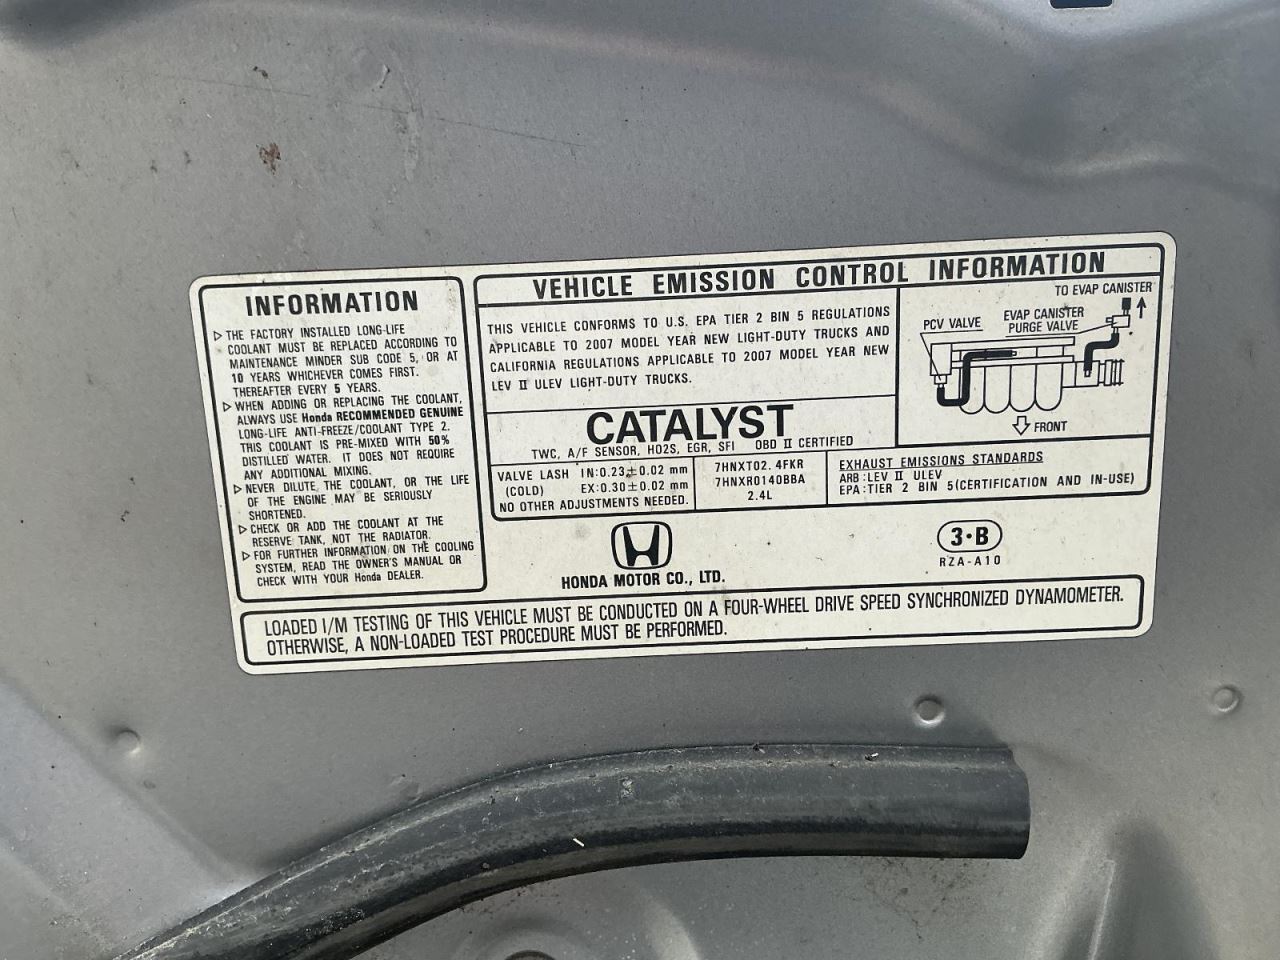 INFORMATION
▷ THE FACTORY INSTALLED LONG-LIFE
COOLANT MUST BE REPLACED ACCORDING TO
MAINTENANCE MINDER SUB CODE 5, OR AT
10 YEARS WHICHEVER COMES FIRST.
THEREAFTER EVERY 5 YEARS.
▷ WHEN ADDING OR REPLACING THE COOLANT,
ALWAYS USE Honda RECOMMENDED GENUINE
LONG-LIFE ANTI-FREEZE/COOLANT TYPE 2.
THIS COOLANT IS PRE-MIXED WITH 50%
DISTILLED WATER. IT DOES NOT REQUIRE
ANY ADDITIONAL MIXING.
▷ NEVER DILUTE THE COOLANT, OR THE LIFE
OF THE ENGINE MAY BE SERIOUSLY
SHORTENED.
▷ CHECK OR ADD THE COOLANT AT THE
RESERVE TANK, NOT THE RADIATOR.
▷ FOR FURTHER INFORMATION ON THE COOLING
SYSTEM, READ THE OWNER'S MANUAL OR
CHECK WITH YOUR Honda DEALER.
VEHICLE EMISSION CONTROL INFORMATION
THIS VEHICLE CONFORMS TO U.S. EPA TIER 2 BIN 5 REGULATIONS
APPLICABLE TO 2007 MODEL YEAR NEW LIGHT-DUTY TRUCKS AND
CALIFORNIA REGULATIONS APPLICABLE TO 2007 MODEL YEAR NEW
LEV II ULEV LIGHT-DUTY TRUCKS.
TO EVAP CANISTER
PCV VALVE
EVAP CANISTER
PURGE VALVE
FRONT
CATALYST
TWC, A/F SENSOR, HO2S, EGR, SFI OBD II CERTIFIED
VALVE LASH IN:0.23±0.02 mm
(COLD) EX:0.30±0.02 mm
NO OTHER ADJUSTMENTS NEEDED.
7HNXT02.4FKR
7HNXR0140BBA
2.4L
EXHAUST EMISSIONS STANDARDS
ARB:LEV II ULEV
EPA:TIER 2 BIN 5(CERTIFICATION AND IN-USE)
HONDA MOTOR CO., LTD.
3·B
RZA-A10
LOADED I/M TESTING OF THIS VEHICLE MUST BE CONDUCTED ON A FOUR-WHEEL DRIVE SPEED SYNCHRONIZED DYNAMOMETER.
OTHERWISE, A NON-LOADED TEST PROCEDURE MUST BE PERFORMED.